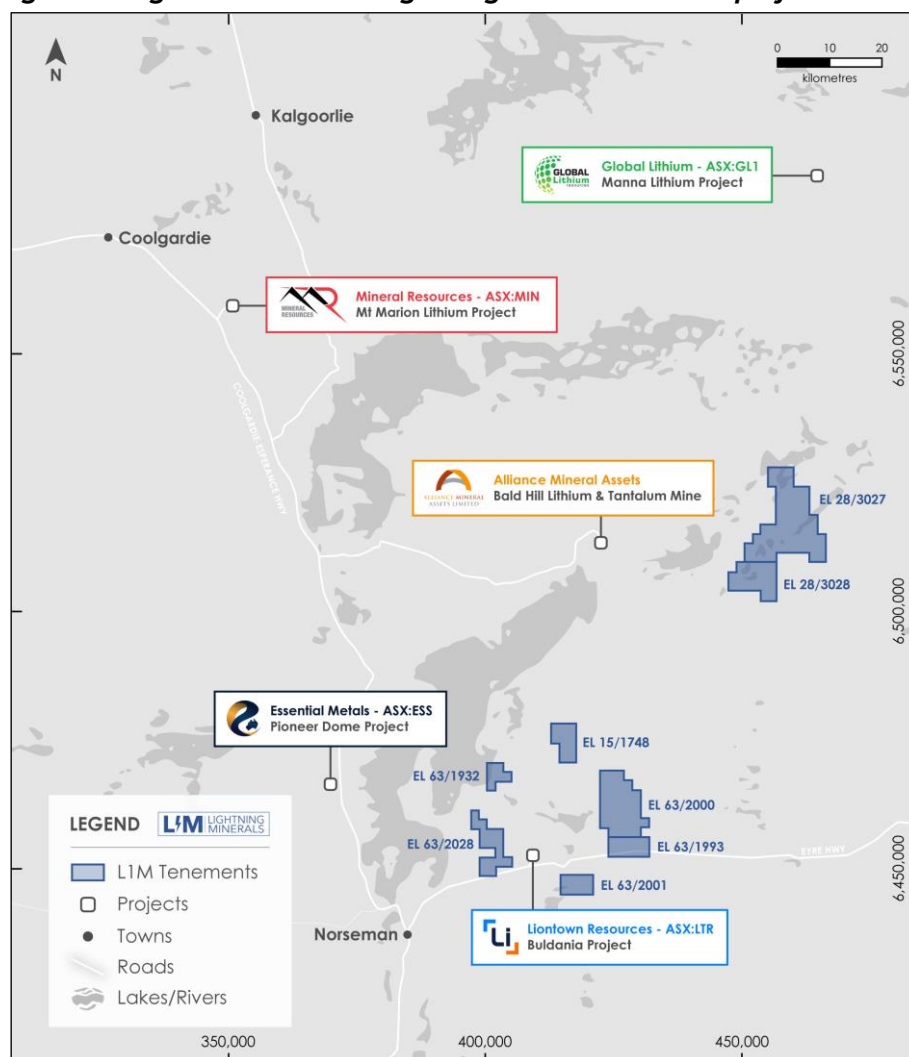 N
0 10 20
kilometres
Kalgoorlie
GLOBAL
Lithium
Global Lithium - ASX:GL1
Manna Lithium Project
Coolgardie
MINERAL
RESOURCES
Mineral Resources - ASX:MIN
Mt Marion Lithium Project
6,550,000
COOLGARDIE-ESPERANCE HWY
ALLIANCE MINERAL
ASSETS LIMITED
Alliance Mineral Assets
Bald Hill Lithium & Tantalum Mine
EL 28/3027
EL 28/3028
6,500,000
Essential Metals - ASX:ESS
Pioneer Dome Project
EL 15/1748
EL 63/1932
EL 63/2000
EL 63/2028
EL 63/1993
EYRE HWY
EL 63/2001
6,450,000
Norseman
Li
Liontown Resources - ASX:LTR
Buldania Project
LEGEND
L1M LIGHTNING
MINERALS
L1M Tenements
Projects
Towns
Roads
Lakes/Rivers
350,000 400,000 450,000